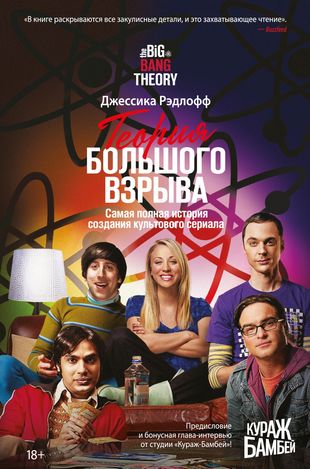 «В книге раскрываются все закулисные детали, и это захватывающее чтение».
— Buzzfeed
the BIG
BANG
THEORY
Джессика Рэдлофф
Теория
БОЛЬШОГО
ВЗРЫВА
Самая полная история
создания культового сериала
Предисловие
и бонусная глава-интервью
от студии «Кураж-Бамбей»!
КУРАЖ
БАМБЕЙ
18+